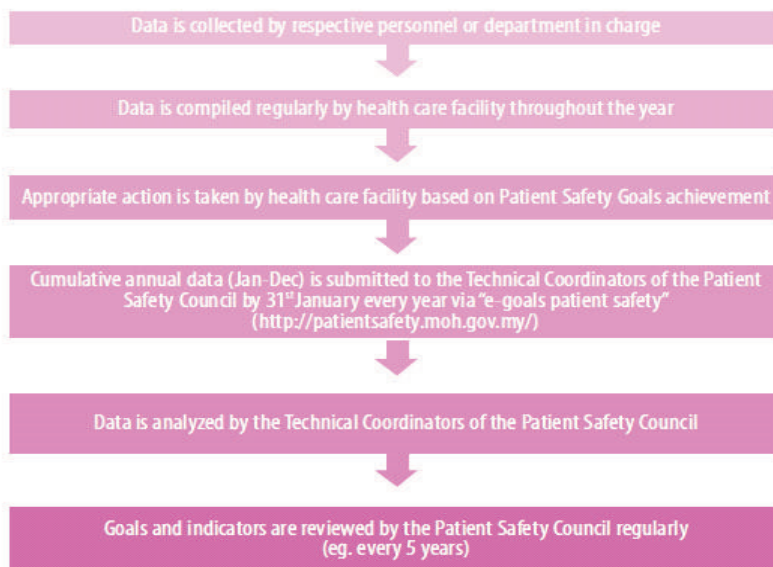 Data is collected by respective personnel or department in charge
Data is compiled regularly by health care facility throughout the year
Appropriate action is taken by health care facility based on Patient Safety Goals achievement
Cumulative annual data (Jan-Dec) is submitted to the Technical Coordinators of the Patient
Safety Council by 31st January every year via “e-goals patient safety”
(http://patientsafety.moh.gov.my/)
Data is analyzed by the Technical Coordinators of the Patient Safety Council
Goals and indicators are reviewed by the Patient Safety Council regularly
(eg. every 5 years)